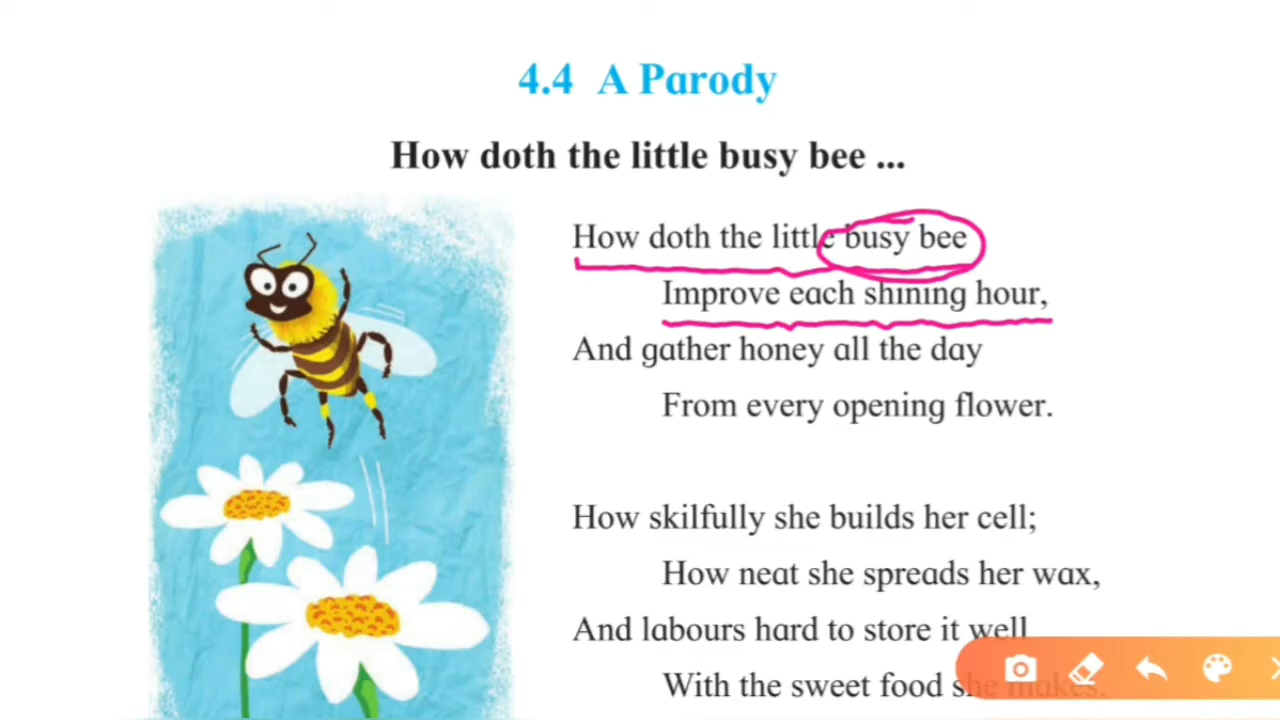 4.4 A Parody
How doth the little busy bee ...
How doth the little busy bee
Improve each shining hour,
And gather honey all the day
From every opening flower.
How skilfully she builds her cell;
How neat she spreads her wax,
And labours hard to store it well
With the sweet food she makes.